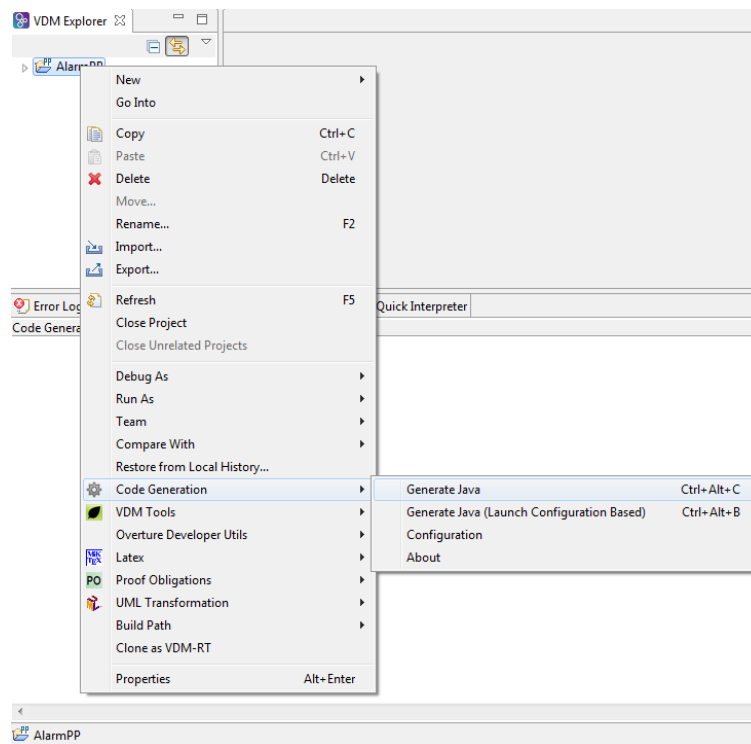 VDM Explorer
AlarmPP
New
Go Into
Copy Ctrl+C
Paste Ctrl+V
Delete Delete
Move...
Rename... F2
Import...
Export...
Refresh F5
Close Project
Close Unrelated Projects
Error Log
Quick Interpreter
Code Genera
Debug As
Run As
Team
Compare With
Restore from Local History...
Code Generation
Generate Java Ctrl+Alt+C
Generate Java (Launch Configuration Based) Ctrl+Alt+B
Configuration
About
VDM Tools
Overture Developer Utils
Latex
PO Proof Obligations
UML Transformation
Build Path
Clone as VDM-RT
Properties Alt+Enter
AlarmPP